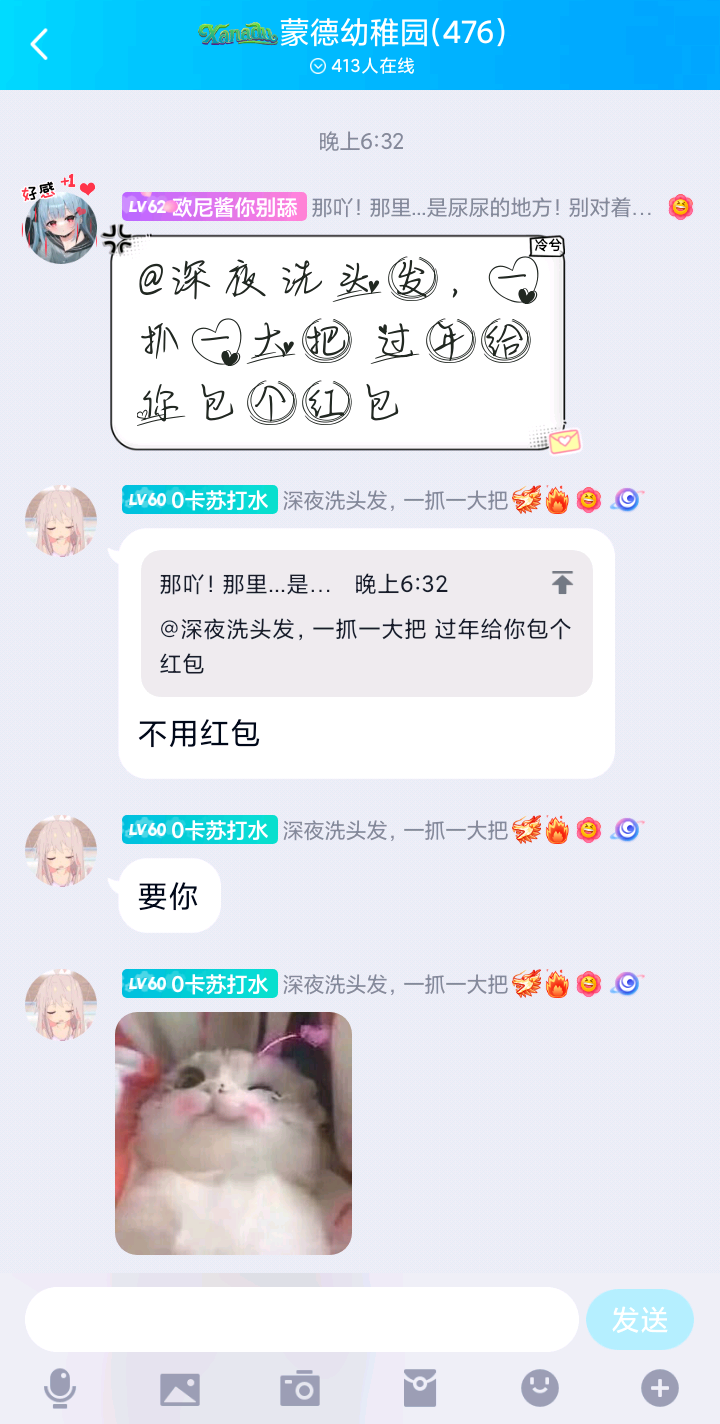 Xanadu蒙德幼稚园(476)
413人在线
晚上6:32
好感+1
LV62 欧尼酱你别舔 那吖！那里...是尿尿的地方！别对着...
冷兮
@深夜洗头发，一
抓一大把 过年给
你包个红包
LV60 0卡苏打水 深夜洗头发，一抓一大把
那吖！那里...是... 晚上6:32
@深夜洗头发，一抓一大把 过年给你包个
红包
不用红包
LV60 0卡苏打水 深夜洗头发，一抓一大把
要你
LV60 0卡苏打水 深夜洗头发，一抓一大把
发送